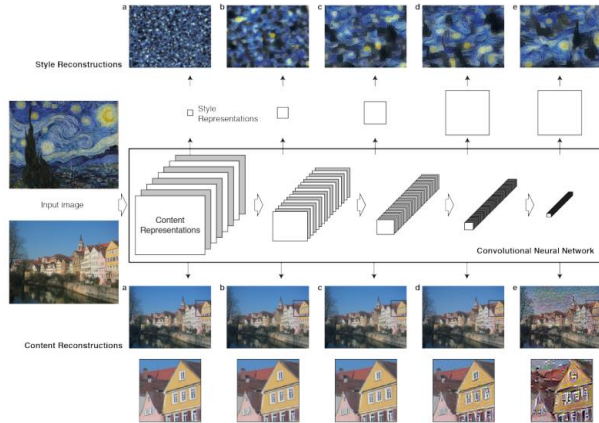 a b c d e
Style Reconstructions
Style
Representations
Input image
Content
Representations
Convolutional Neural Network
a b c d e
Content Reconstructions